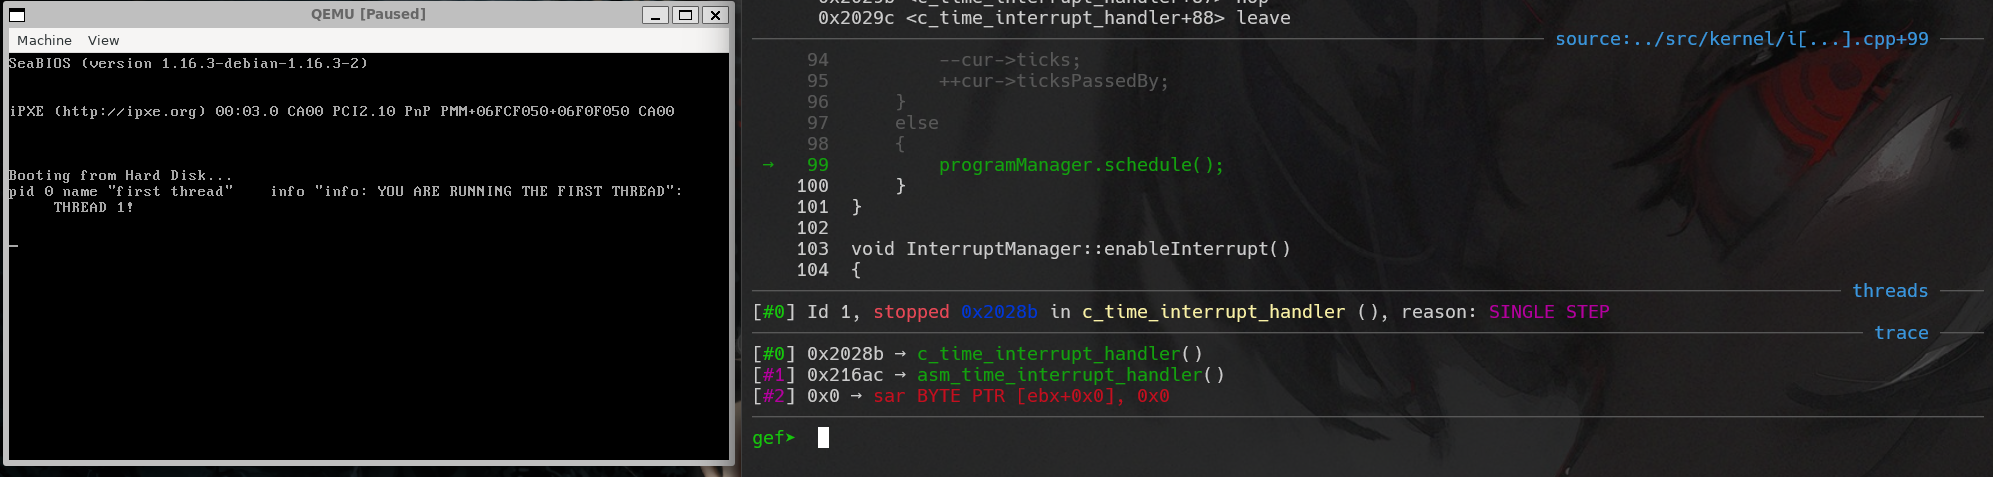 QEMU [Paused]
Machine View
SeaBIOS (version 1.16.3-debian-1.16.3-2)
iPXE (http://ipxe.org) 00:03.0 CA00 PCI2.10 PnP PMM+06FCF050+06F0F050 CA00
Booting from Hard Disk...
pid 0 name "first thread"    info "info: YOU ARE RUNNING THE FIRST THREAD":
THREAD 1!
0x2029c <c_time_interrupt_handler+88> leave
source:../src/kernel/i[...].cpp+99
94 --cur->ticks;
95 ++cur->ticksPassedBy;
96 }
97 else
98 {
→ 99 programManager.schedule();
100 }
101 }
102
103 void InterruptManager::enableInterrupt()
104 {
threads
[#0] Id 1, stopped 0x2028b in c_time_interrupt_handler (), reason: SINGLE STEP
trace
[#0] 0x2028b → c_time_interrupt_handler()
[#1] 0x216ac → asm_time_interrupt_handler()
[#2] 0x0 → sar BYTE PTR [ebx+0x0], 0x0
gef➤